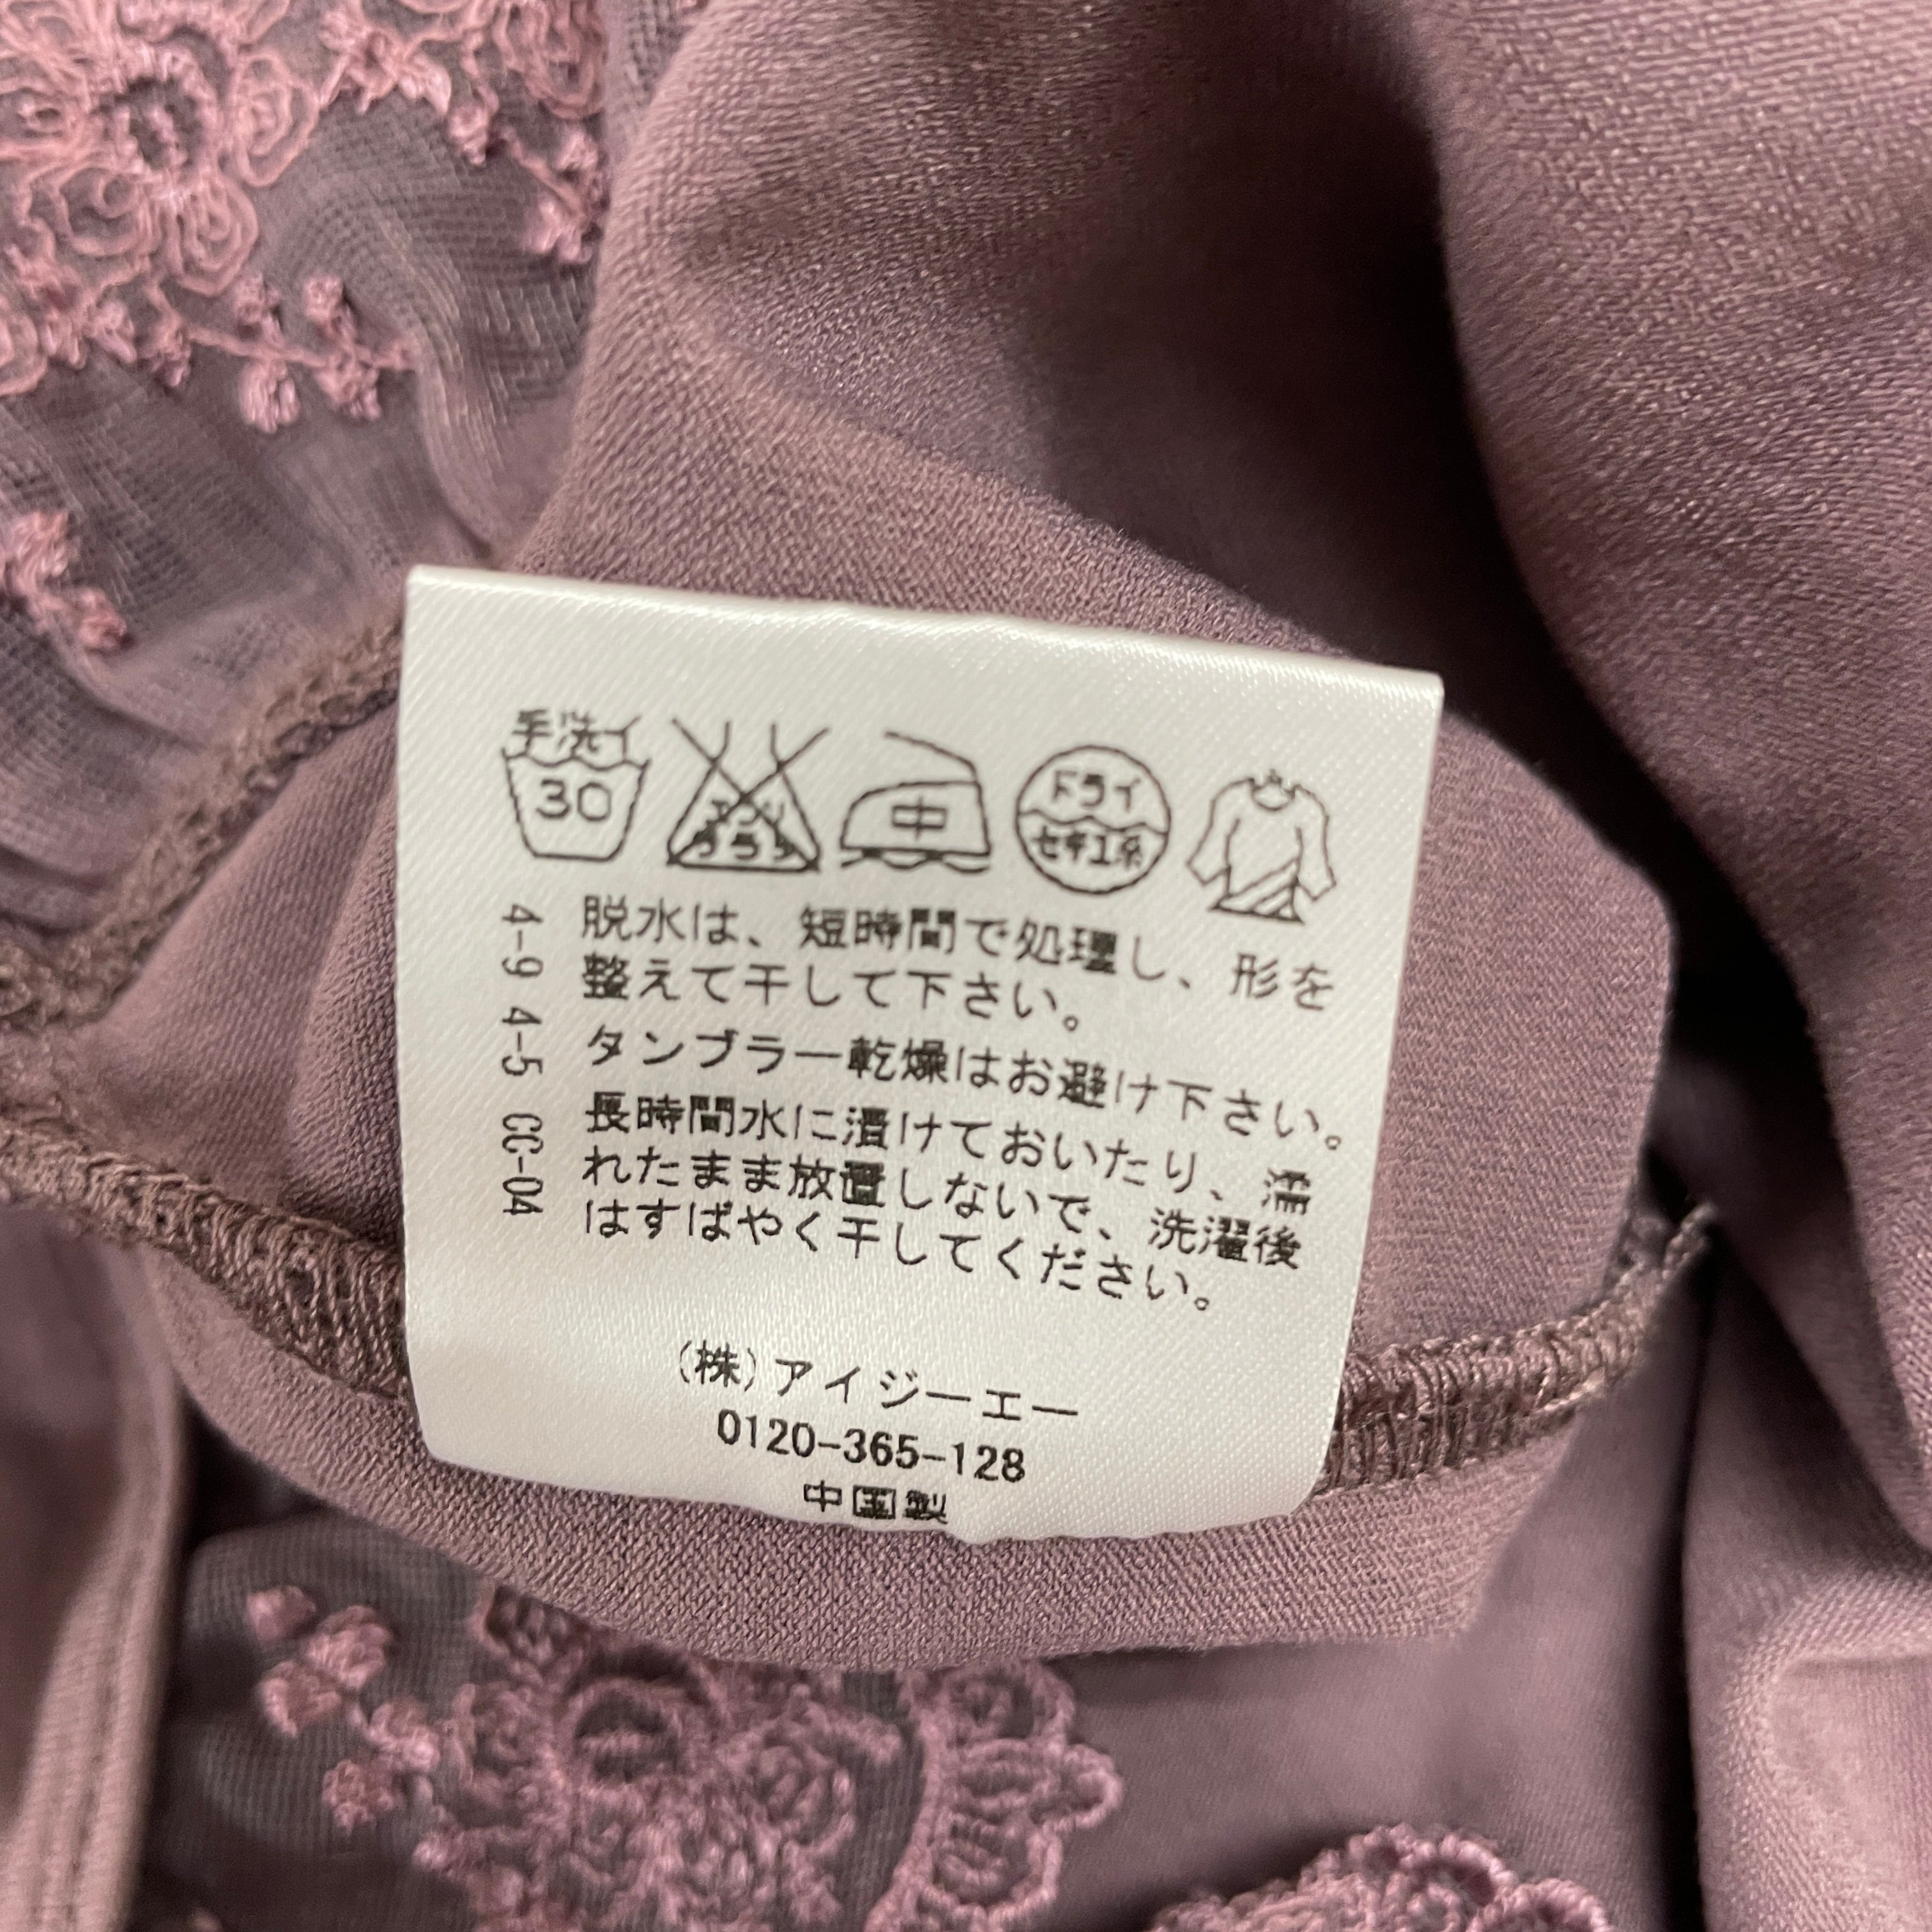 手洗イ
30
エンソ
サラシ
中
ドライ
セキユ系
脱水は、短時間で処理し、形を
整えて干して下さい。
タンブラー乾燥はお避け下さい。
長時間水に漬けておいたり、濡
れたまま放置しないで、洗濯後
はすばやく干してください。
4-9 4-5 CC-04
(株)アイジーエー
0120-365-128
中国製